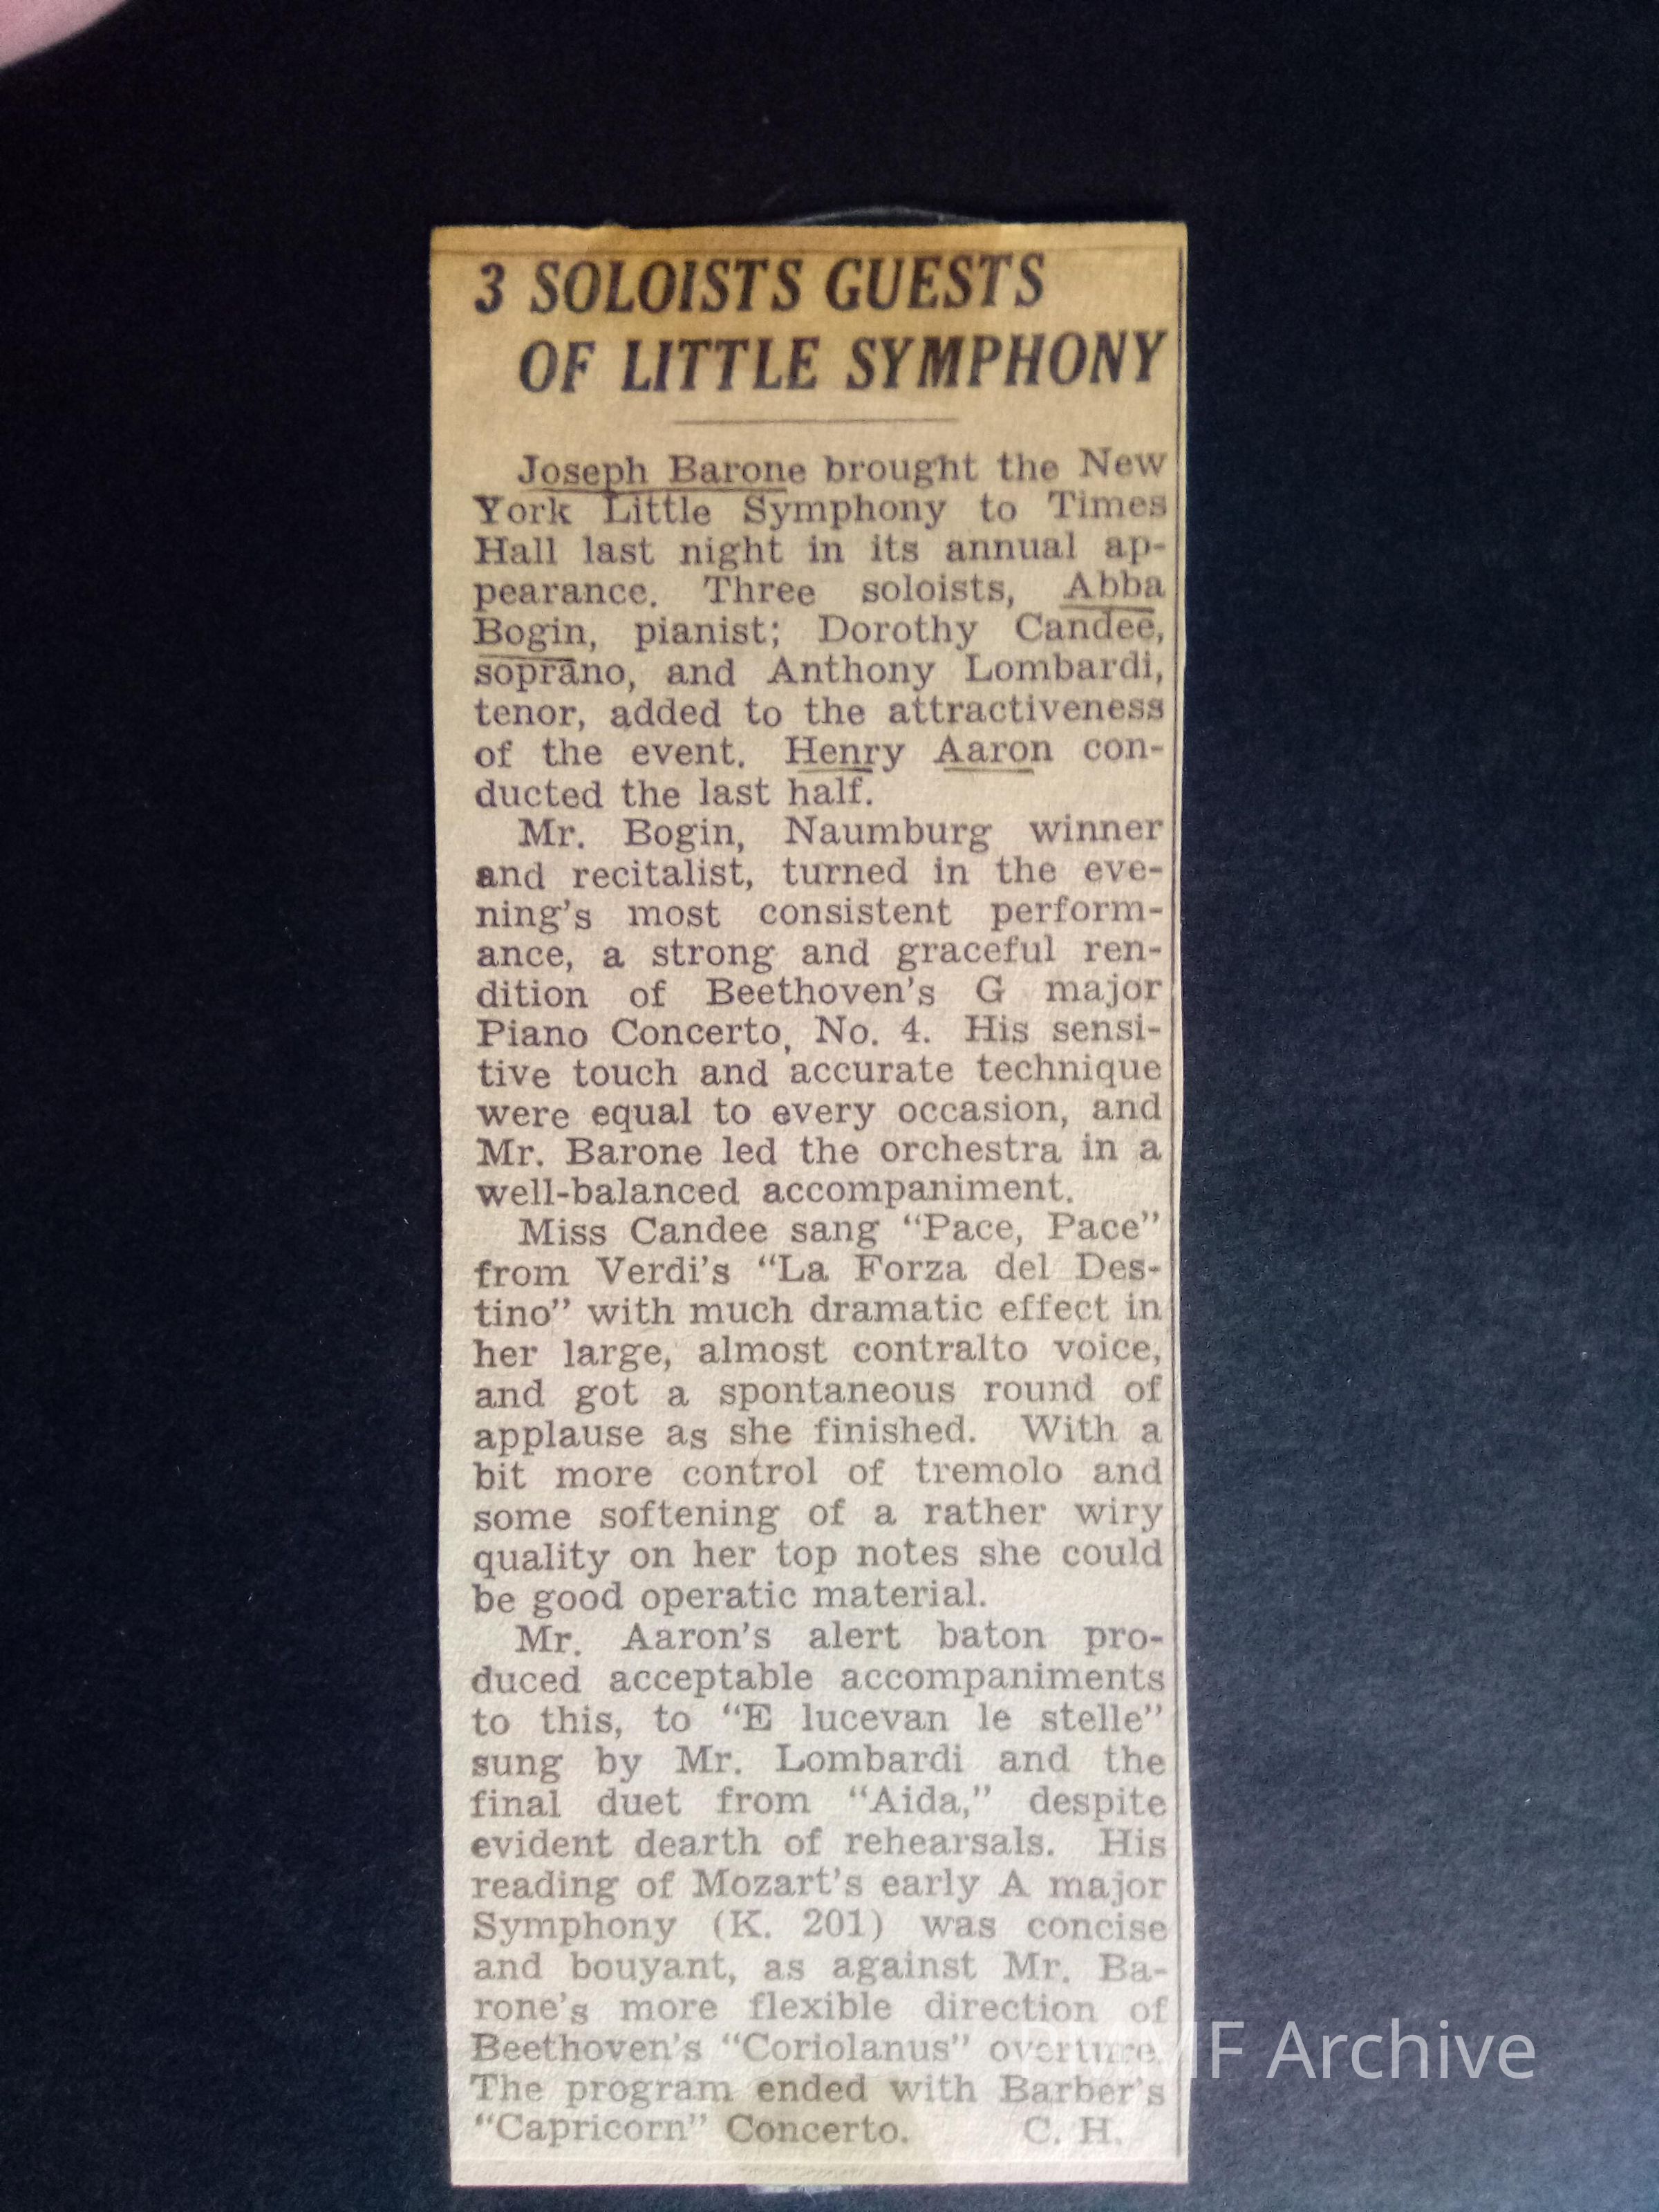 3 SOLOISTS GUESTS
OF LITTLE SYMPHONY
Joseph Barone brought the New
York Little Symphony to Times
Hall last night in its annual ap-
pearance. Three soloists, Abba
Bogin, pianist; Dorothy Candee,
soprano, and Anthony Lombardi,
tenor, added to the attractiveness
of the event. Henry Aaron con-
ducted the last half.
Mr. Bogin, Naumburg winner
and recitalist, turned in the eve-
ning's most consistent perform-
ance, a strong and graceful ren-
dition of Beethoven's G major
Piano Concerto, No. 4. His sensi-
tive touch and accurate technique
were equal to every occasion, and
Mr. Barone led the orchestra in a
well-balanced accompaniment.
Miss Candee sang “Pace, Pace”
from Verdi's “La Forza del Des-
tino” with much dramatic effect in
her large, almost contralto voice,
and got a spontaneous round of
applause as she finished. With a
bit more control of tremolo and
some softening of a rather wiry
quality on her top notes she could
be good operatic material.
Mr. Aaron's alert baton pro-
duced acceptable accompaniments
to this, to “E lucevan le stelle”
sung by Mr. Lombardi and the
final duet from “Aida,” despite
evident dearth of rehearsals. His
reading of Mozart's early A major
Symphony (K. 201) was concise
and bouyant, as against Mr. Ba-
rone's more flexible direction of
Beethoven's “Coriolanus” overture.
The program ended with Barber's
“Capricorn” Concerto. C. H.
Archive